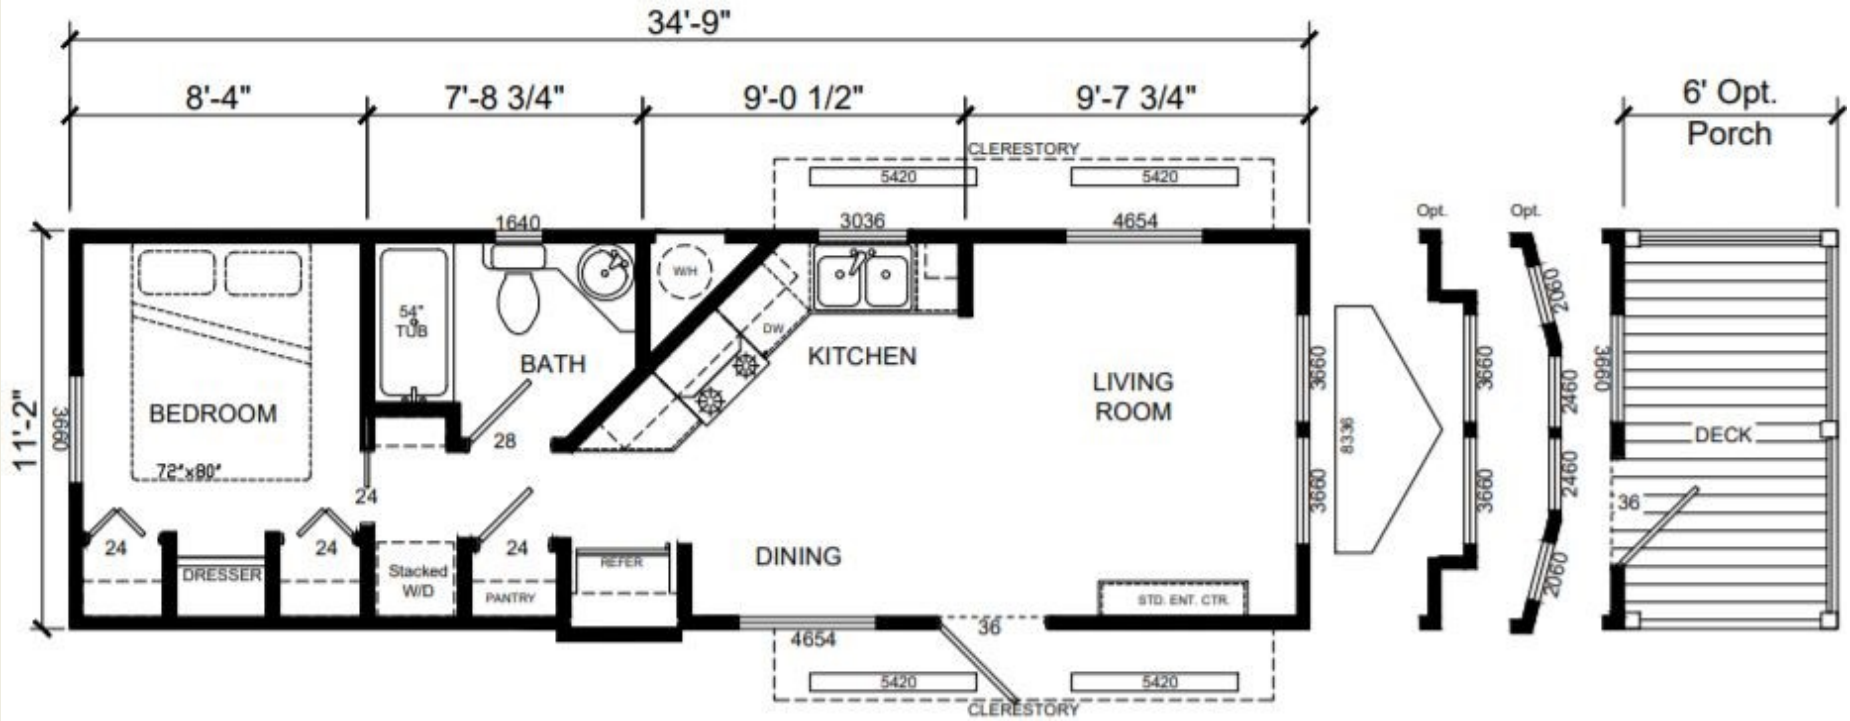 34'-9"
8'-4"
7'-8 3/4"
9'-0 1/2"
9'-7 3/4"
6' Opt.
Porch
CLERESTORY
5420
5420
1640
3036
4654
Opt.
Opt.
11'-2"
3660
BEDROOM
72"x80"
24
24
DRESSER
24
54"
TUB
BATH
28
W/H
DW
KITCHEN
LIVING
ROOM
Stacked
W/D
24
PANTRY
REFER
DINING
STD. ENT. CTR.
3660
3660
8336
3660
3660
2060
2460
2460
2060
3660
DECK
36
4654
36
5420
5420
CLERESTORY